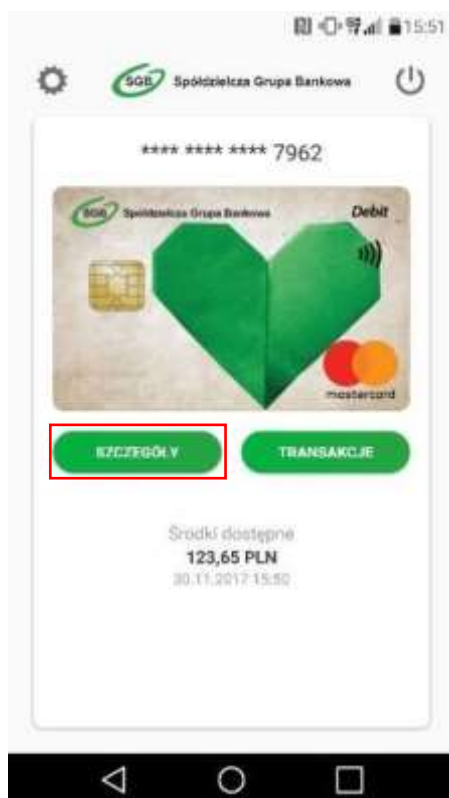 15:51
SGB Spółdzielcza Grupa Bankowa
**** **** **** 7962
SGB Spółdzielcza Grupa Bankowa Debit
mastercard
SZCZEGÓŁY TRANSAKCJE
Środki dostępne
123,65 PLN
30.11.2017 15:50